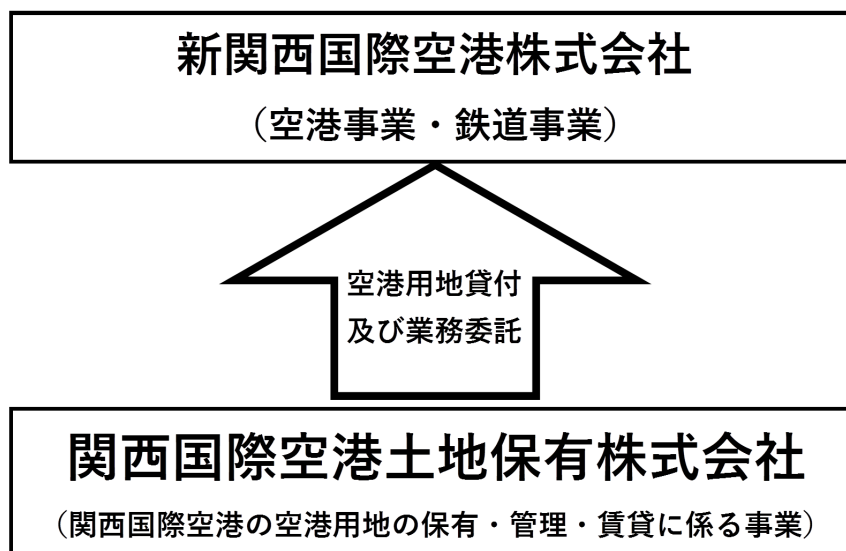 新関西国際空港株式会社
（空港事業・鉄道事業）
空港用地貸付
及び業務委託
関西国際空港土地保有株式会社
（関西国際空港の空港用地の保有・管理・賃貸に係る事業）